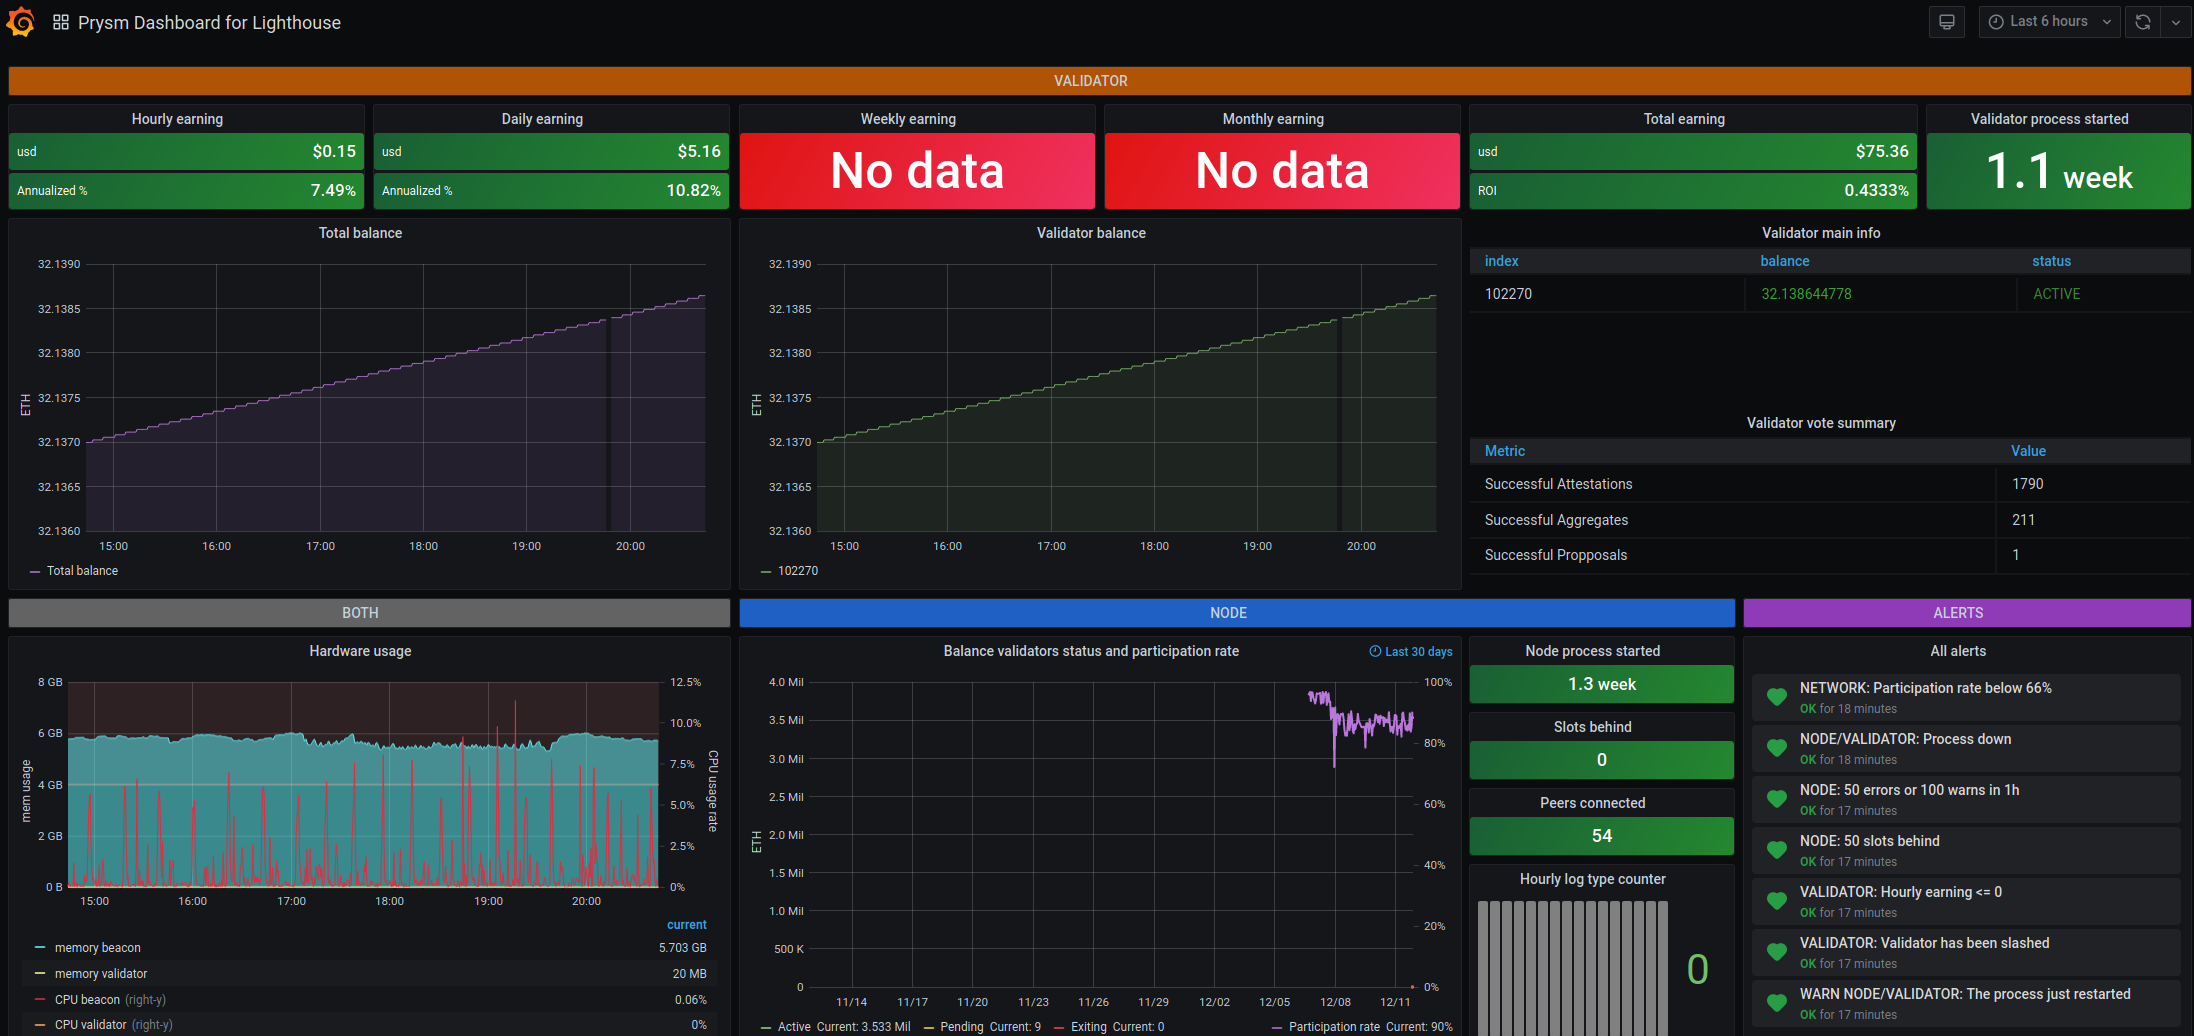 Prysm Dashboard for Lighthouse
Last 6 hours
VALIDATOR
Hourly earning
usd $0.15
Annualized % 7.49%
Daily earning
usd $5.16
Annualized % 10.82%
Weekly earning
No data
Monthly earning
No data
Total earning
usd $75.36
ROI 0.4333%
Validator process started
1.1 week
Total balance
32.1390
32.1385
32.1380
32.1375
32.1370
32.1365
32.1360
ETH
15:00 16:00 17:00 18:00 19:00 20:00
Total balance
Validator balance
32.1390
32.1385
32.1380
32.1375
32.1370
32.1365
32.1360
ETH
15:00 16:00 17:00 18:00 19:00 20:00
102270
Validator main info
index balance status
102270 32.138644778 ACTIVE
Validator vote summary
Metric Value
Successful Attestations 1790
Successful Aggregates 211
Successful Propposals 1
BOTH
Hardware usage
8 GB
6 GB
4 GB
2 GB
0 B
mem usage
12.5%
10.0%
7.5%
5.0%
2.5%
0%
CPU usage rate
15:00 16:00 17:00 18:00 19:00 20:00
current
memory beacon 5.703 GB
memory validator 20 MB
CPU beacon (right-y) 0.06%
CPU validator (right-y) 0%
NODE
Balance validators status and participation rate
Last 30 days
4.0 Mil
3.5 Mil
3.0 Mil
2.5 Mil
2.0 Mil
1.5 Mil
1.0 Mil
500 K
0
ETH
100%
80%
60%
40%
20%
0%
11/14 11/17 11/20 11/23 11/26 11/29 12/02 12/05 12/08 12/11
Active Current: 3.533 Mil Pending Current: 9 Exiting Current: 0 Participation rate Current: 90%
Node process started
1.3 week
Slots behind
0
Peers connected
54
Hourly log type counter
0
ALERTS
All alerts
NETWORK: Participation rate below 66%
OK for 18 minutes
NODE/VALIDATOR: Process down
OK for 18 minutes
NODE: 50 errors or 100 warns in 1h
OK for 17 minutes
NODE: 50 slots behind
OK for 17 minutes
VALIDATOR: Hourly earning <= 0
OK for 17 minutes
VALIDATOR: Validator has been slashed
OK for 17 minutes
WARN NODE/VALIDATOR: The process just restarted
OK for 17 minutes